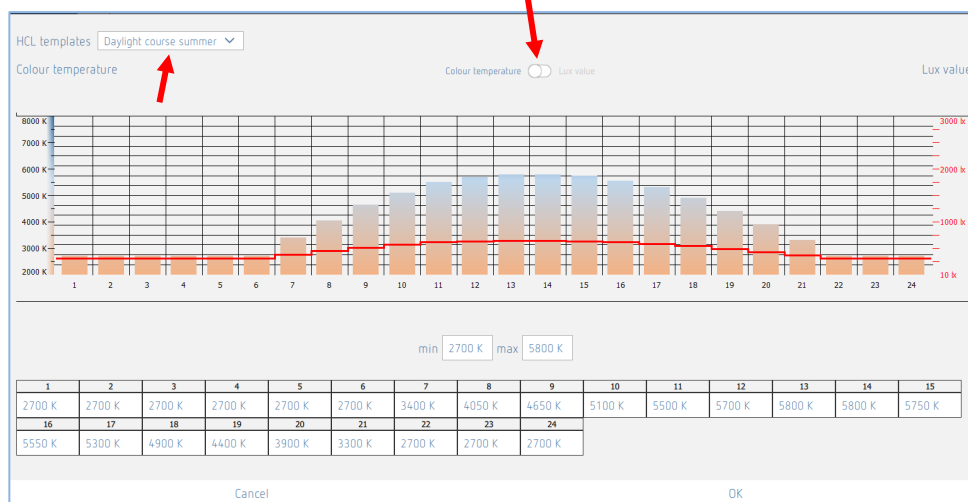 HCL templates Daylight course summer
Colour temperature Colour temperature Lux value Lux value
8000 K 3000 lx
7000 K
6000 K 2000 lx
5000 K
4000 K 1000 lx
3000 K
2000 K 10 lx
1 2 3 4 5 6 7 8 9 10 11 12 13 14 15 16 17 18 19 20 21 22 23 24
min 2700 K max 5800 K
1 2 3 4 5 6 7 8 9 10 11 12 13 14 15
2700 K 2700 K 2700 K 2700 K 2700 K 2700 K 3400 K 4050 K 4650 K 5100 K 5500 K 5700 K 5800 K 5800 K 5750 K
16 17 18 19 20 21 22 23 24
5550 K 5300 K 4900 K 4400 K 3900 K 3300 K 2700 K 2700 K 2700 K
Cancel OK